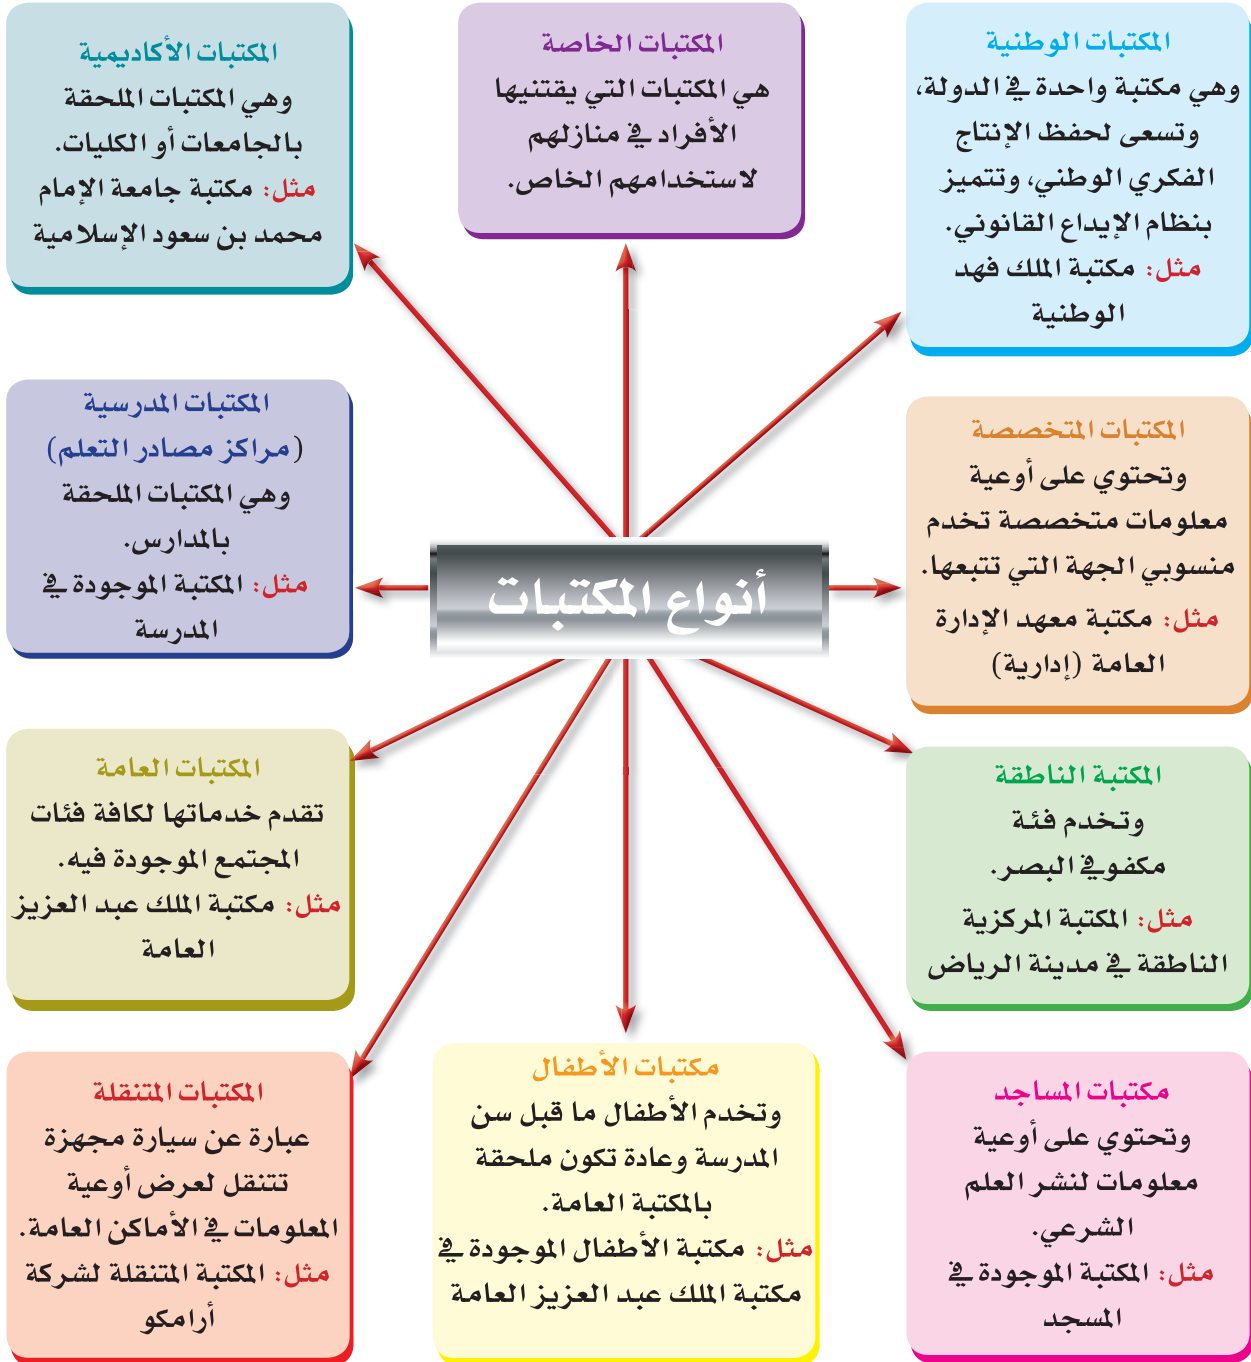 أنواع المكتبات
المكتبات الوطنية
وهي مكتبة واحدة في الدولة،
وتسعى لحفظ الإنتاج
الفكري الوطني، وتتميز
بنظام الإيداع القانوني.
مثل: مكتبة الملك فهد
الوطنية
المكتبات الخاصة
هي المكتبات التي يقتنيها
الأفراد في منازلهم
لاستخدامهم الخاص.
المكتبات الأكاديمية
وهي المكتبات الملحقة
بالجامعات أو الكليات.
مثل: مكتبة جامعة الإمام
محمد بن سعود الإسلامية
المكتبات المتخصصة
وتحتوي على أوعية
معلومات متخصصة تخدم
منسوبي الجهة التي تتبعها.
مثل: مكتبة معهد الإدارة
العامة (إدارية)
المكتبات المدرسية
(مراكز مصادر التعلم)
وهي المكتبات الملحقة
بالمدارس.
مثل: المكتبة الموجودة في
المدرسة
المكتبة الناطقة
وتخدم فئة
مكفوفي البصر.
مثل: المكتبة المركزية
الناطقة في مدينة الرياض
المكتبات العامة
تقدم خدماتها لكافة فئات
المجتمع الموجودة فيه.
مثل: مكتبة الملك عبد العزيز
العامة
مكتبات المساجد
وتحتوي على أوعية
معلومات لنشر العلم
الشرعي.
مثل: المكتبة الموجودة في
المسجد
مكتبات الأطفال
وتخدم الأطفال ما قبل سن
المدرسة وعادة تكون ملحقة
بالمكتبة العامة.
مثل: مكتبة الأطفال الموجودة في
مكتبة الملك عبد العزيز العامة
المكتبات المتنقلة
عبارة عن سيارة مجهزة
تتنقل لعرض أوعية
المعلومات في الأماكن العامة.
مثل: المكتبة المتنقلة لشركة
أرامكو